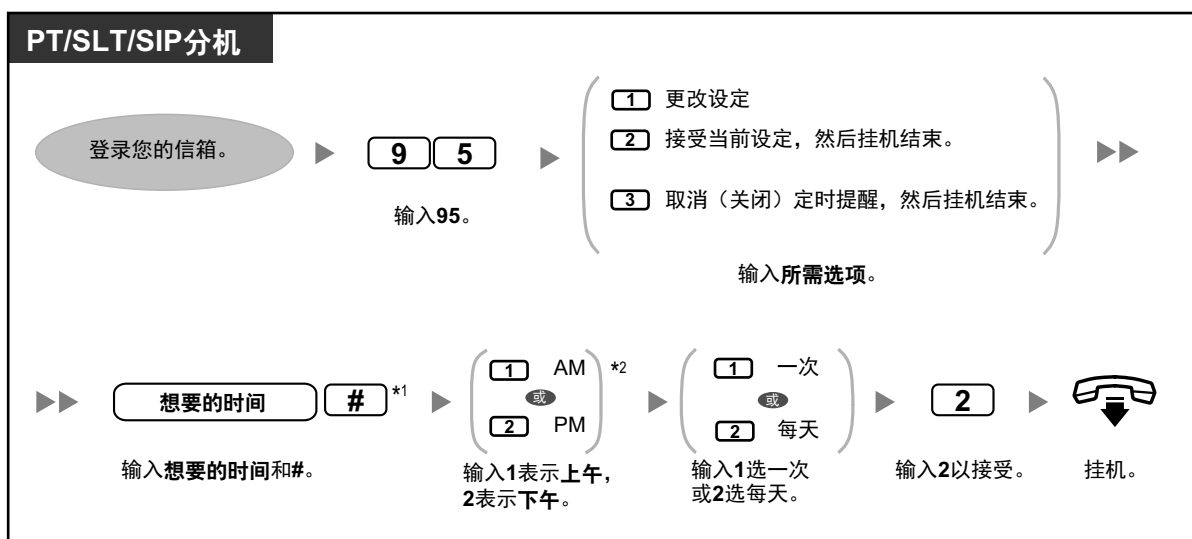 PT/SLT/SIP分机
登录您的信箱。
9 5
输入95。
1 更改设定
2 接受当前设定，然后挂机结束。
3 取消（关闭）定时提醒，然后挂机结束。
输入所需选项。
想要的时间 # *1
输入想要的时间和#。
1 AM *2
或
2 PM
输入1表示上午，
2表示下午。
1 一次
或
2 每天
输入1选一次
或2选每天。
2
输入2以接受。
挂机。